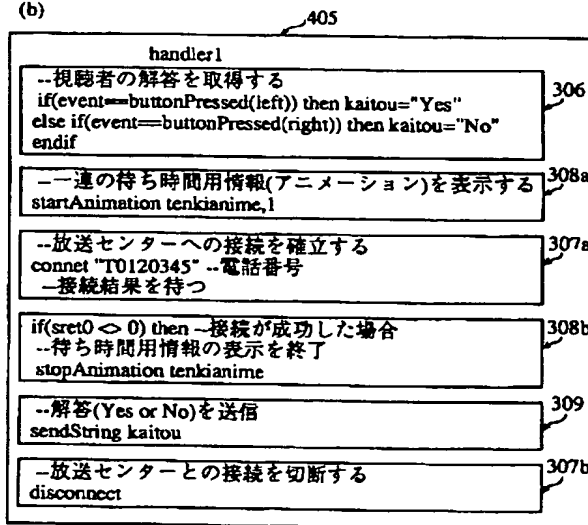 (b)
405
handler1
--視聴者の解答を取得する
if(event==buttonPressed(left)) then kaitou="Yes"
else if(event==buttonPressed(right)) then kaitou="No"
endif
306
--一連の待ち時間用情報(アニメーション)を表示する
startAnimation tenkianime,1
308a
--放送センターへの接続を確立する
connet "T0120345" --電話番号
--接続結果を待つ
307a
if(sret0 <> 0) then --接続が成功した場合
--待ち時間用情報の表示を終了
stopAnimation tenkianime
308b
--解答(Yes or No)を送信
sendString kaitou
309
--放送センターとの接続を切断する
disconnect
307b